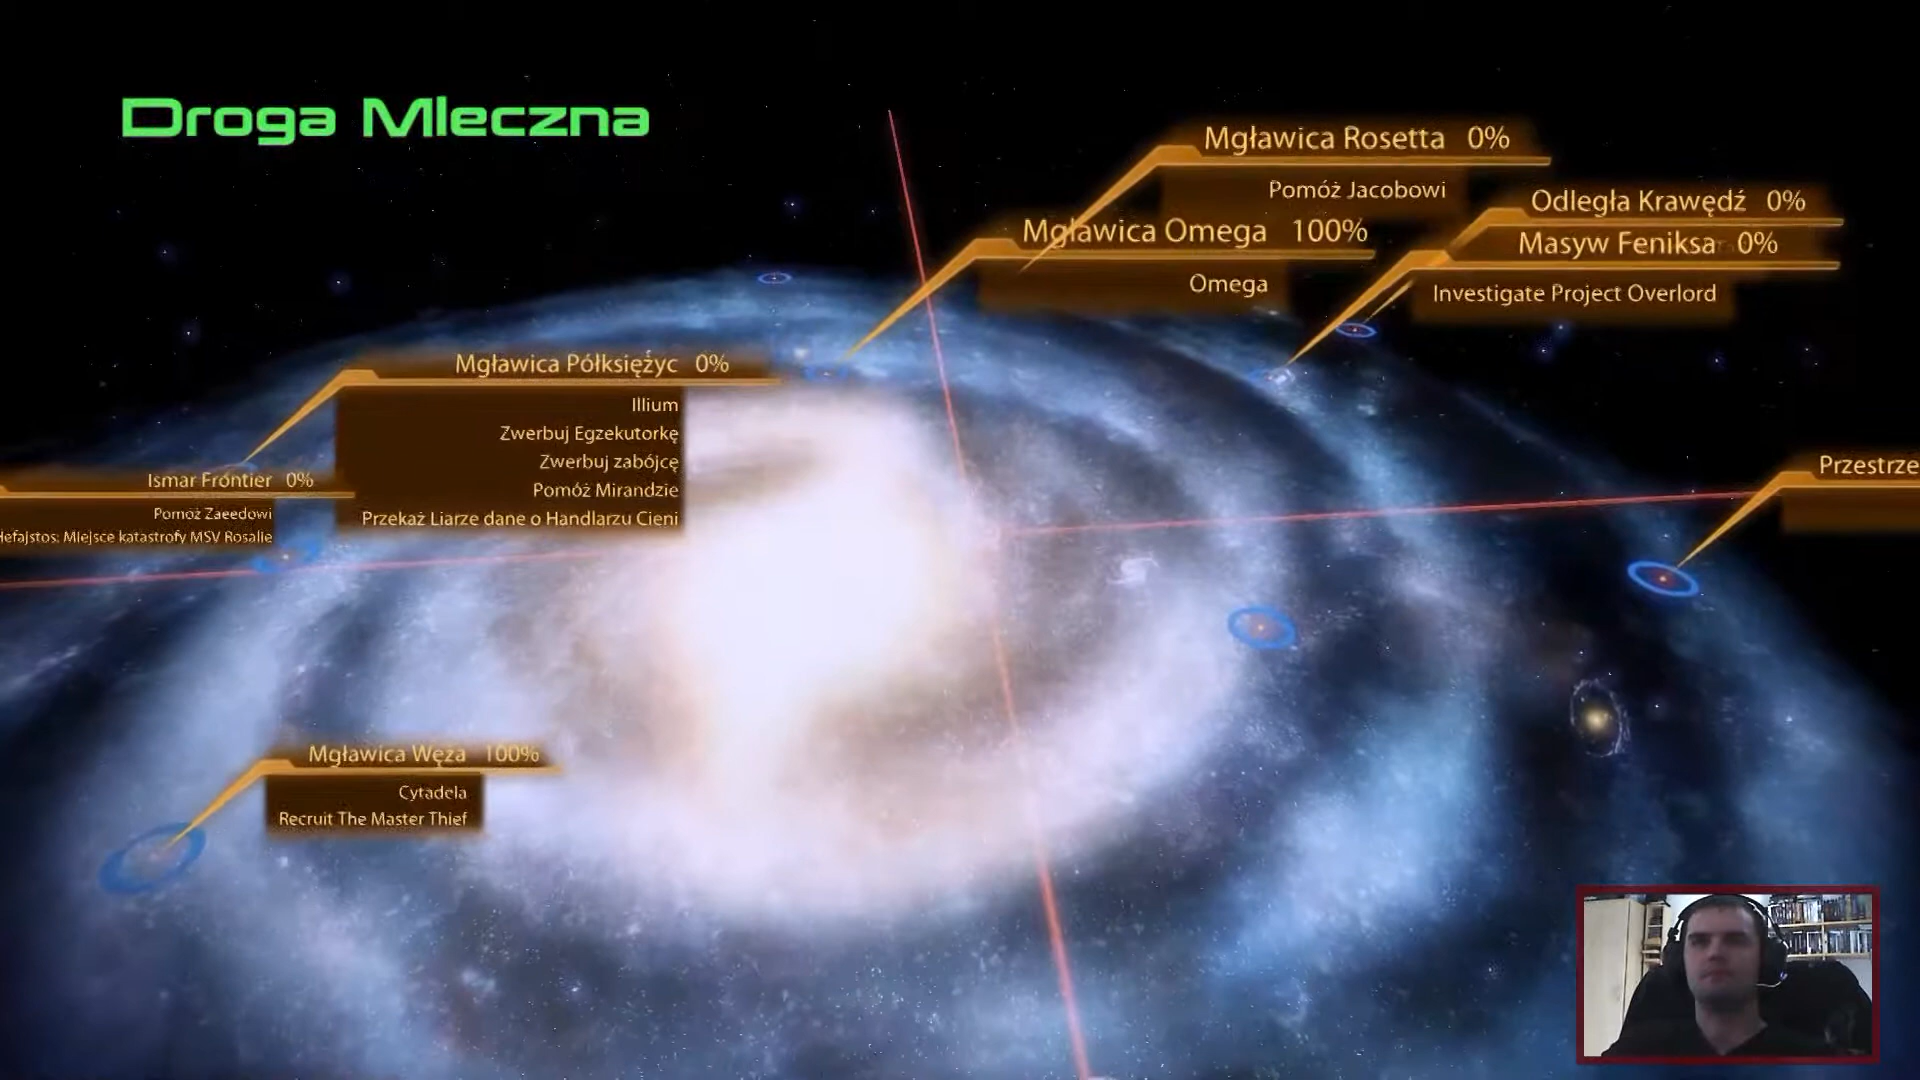 Droga Mleczna
Mgławica Rosetta 0%
Pomóż Jacobowi
Odległa Krawędź 0%
Mgławica Omega 100%
Omega
Masyw Feniksa 0%
Investigate Project Overlord
Mgławica Półksiężyc 0%
Illium
Zwerbuj Egzekutorkę
Zwerbuj zabójcę
Pomóż Mirandzie
Przekaż Liarze dane o Handlarzu Cieni
Ismar Frontier 0%
Pomóż Zaeedowi
Hefajstos: Miejsce katastrofy MSV Rosalie
Przestrze
Mgławica Węża 100%
Cytadela
Recruit The Master Thief